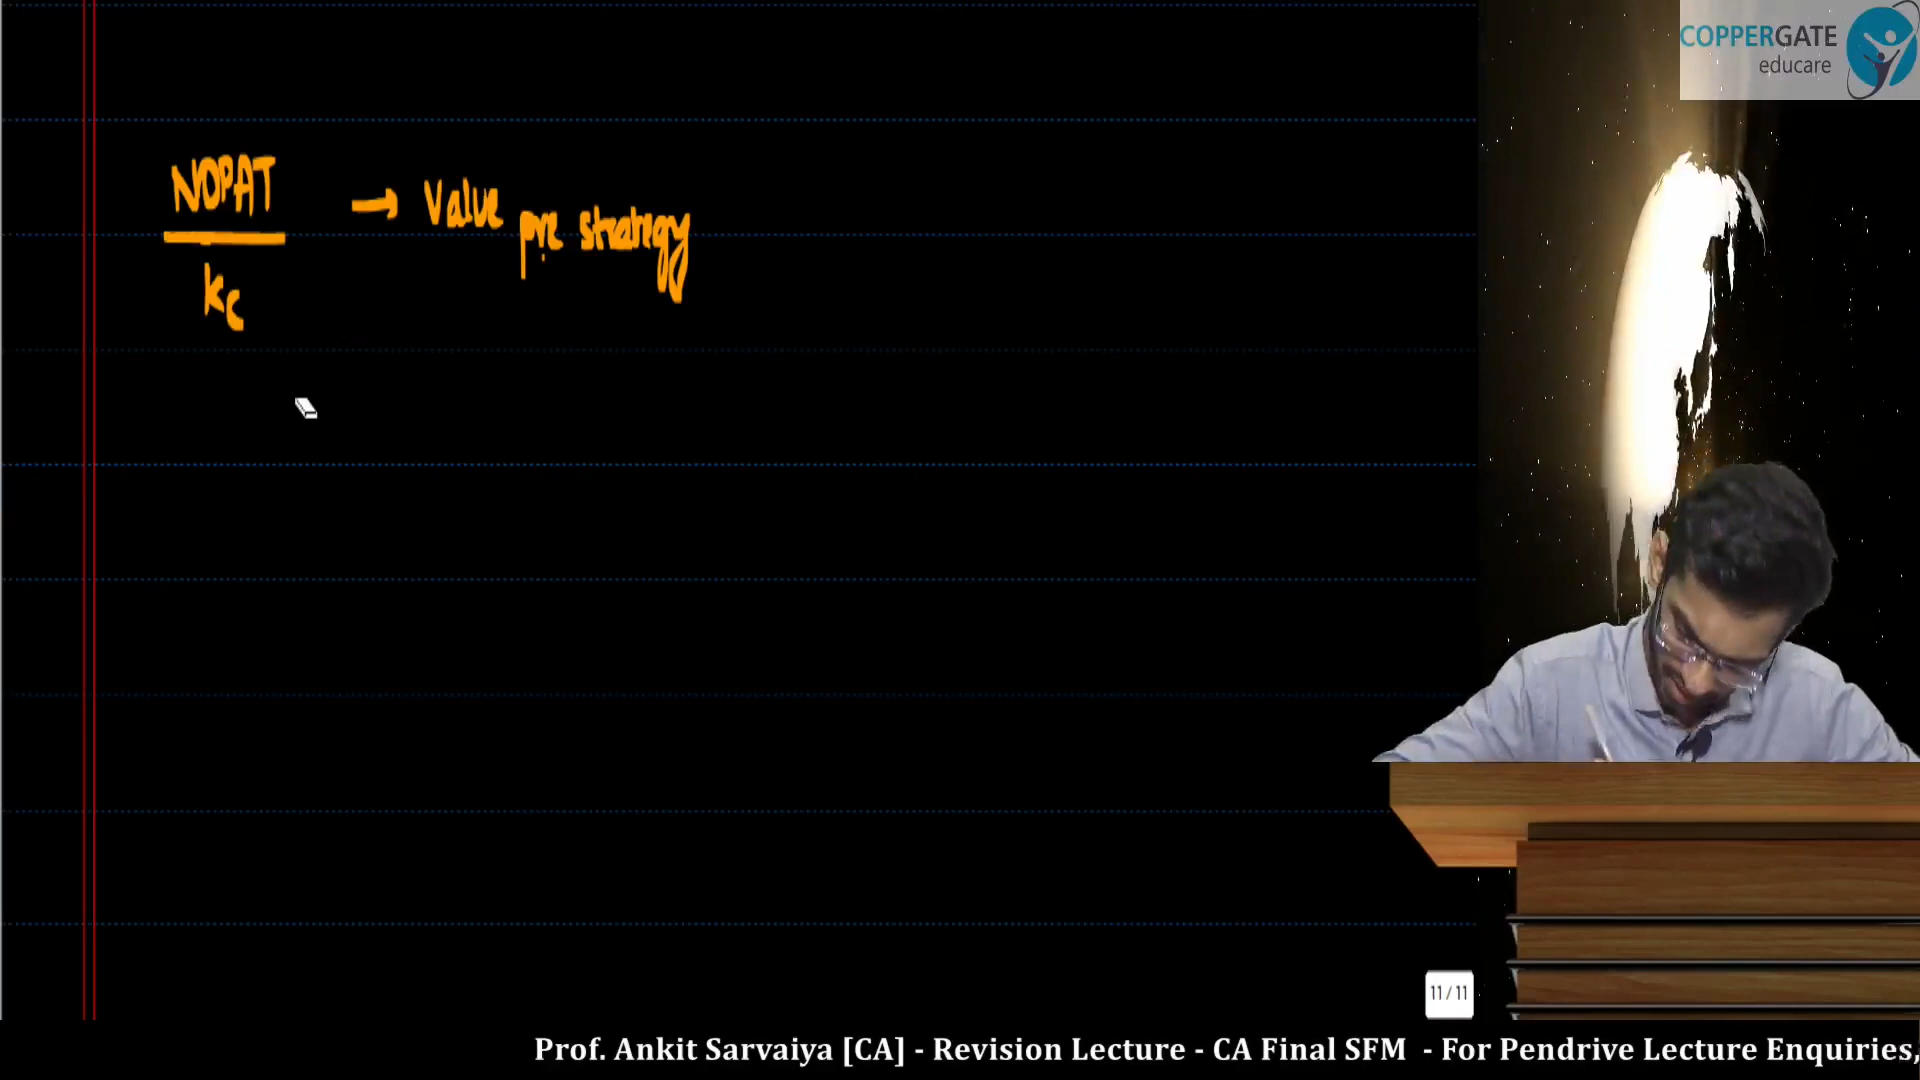 COPPERGATE
educare
NOPAT → Value pre strategy
kc
11/11
Prof. Ankit Sarvaiya [CA] - Revision Lecture - CA Final SFM - For Pendrive Lecture Enquiries,